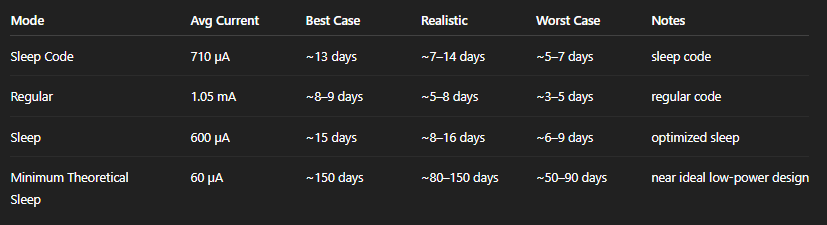 Mode Avg Current Best Case Realistic Worst Case Notes
Sleep Code 710 µA ~13 days ~7–14 days ~5–7 days sleep code
Regular 1.05 mA ~8–9 days ~5–8 days ~3–5 days regular code
Sleep 600 µA ~15 days ~8–16 days ~6–9 days optimized sleep
Minimum Theoretical 60 µA ~150 days ~80–150 days ~50–90 days near ideal low-power design
Sleep